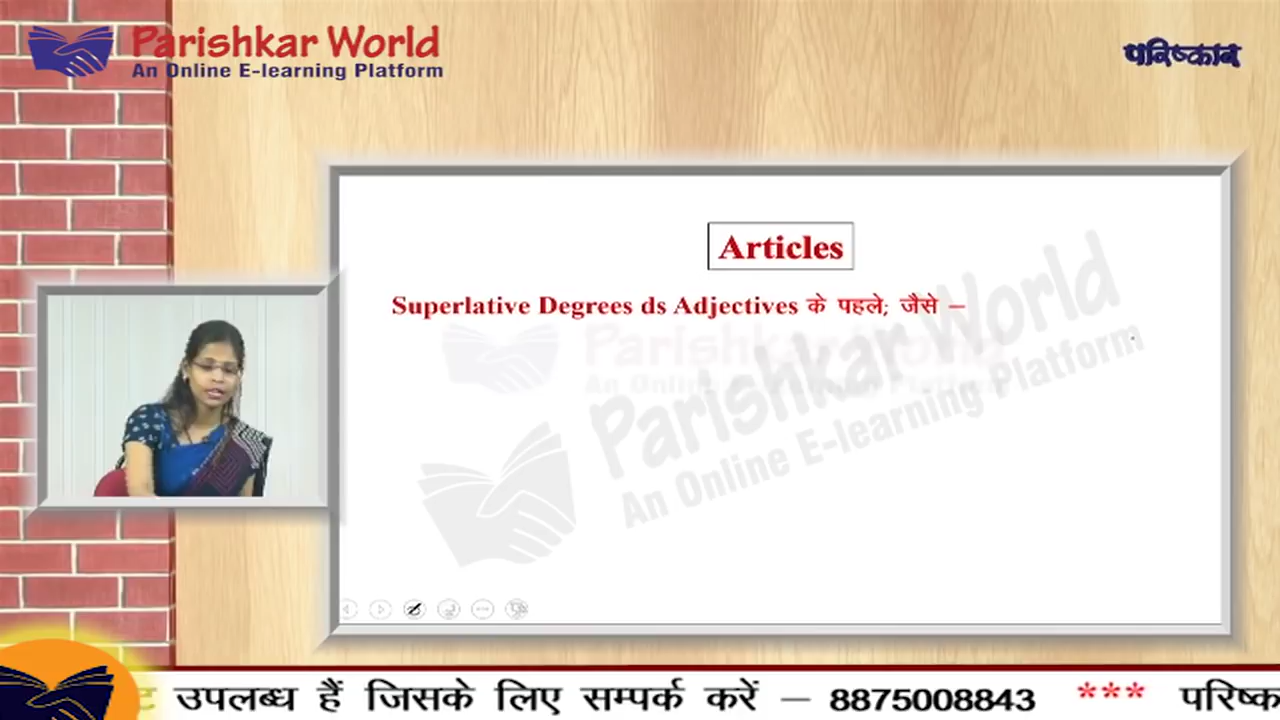 Parishkar World
An Online E-learning Platform
परिष्कार
Articles
Superlative Degrees ds Adjectives के पहले; जैसे –
Parishkar World
An Online E-learning Platform
उपलब्ध हैं जिसके लिए सम्पर्क करें – 8875008843 *** परिष्क